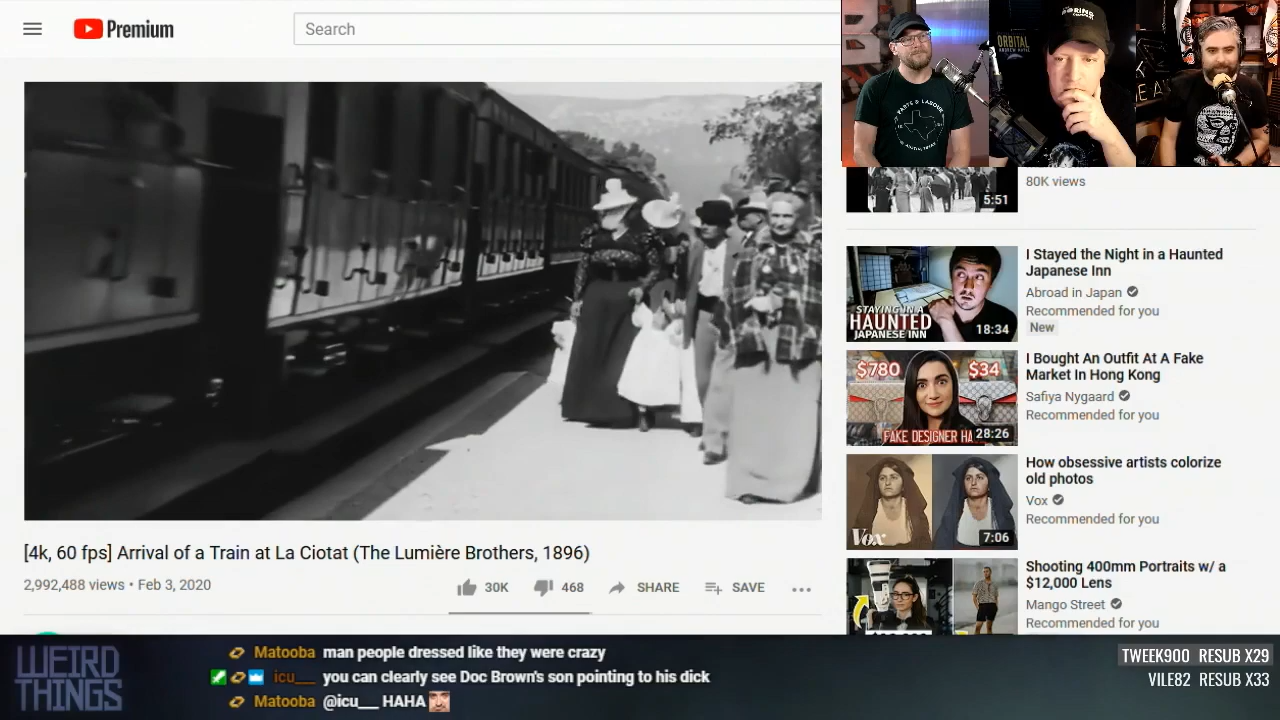 Premium
Search
ORBITAL
PARTS & LABOUR
80K views
5:51
I Stayed the Night in a Haunted
Japanese Inn
Abroad in Japan
Recommended for you
New
STAYING IN A
HAUNTED
JAPANESE INN
18:34
I Bought An Outfit At A Fake
Market In Hong Kong
Safiya Nygaard
Recommended for you
$780
$34
FAKE DESIGNER HA
28:26
How obsessive artists colorize
old photos
Vox
Recommended for you
Vox
7:06
Shooting 400mm Portraits w/ a
$12,000 Lens
Mango Street
Recommended for you
[4k, 60 fps] Arrival of a Train at La Ciotat (The Lumière Brothers, 1896)
2,992,488 views • Feb 3, 2020
30K
468
SHARE
SAVE
WEIRD
THINGS
Matooba man people dressed like they were crazy
icu__ you can clearly see Doc Brown's son pointing to his dick
Matooba @icu__ HAHA
TWEEK900 RESUB X29
VILE82 RESUB X33